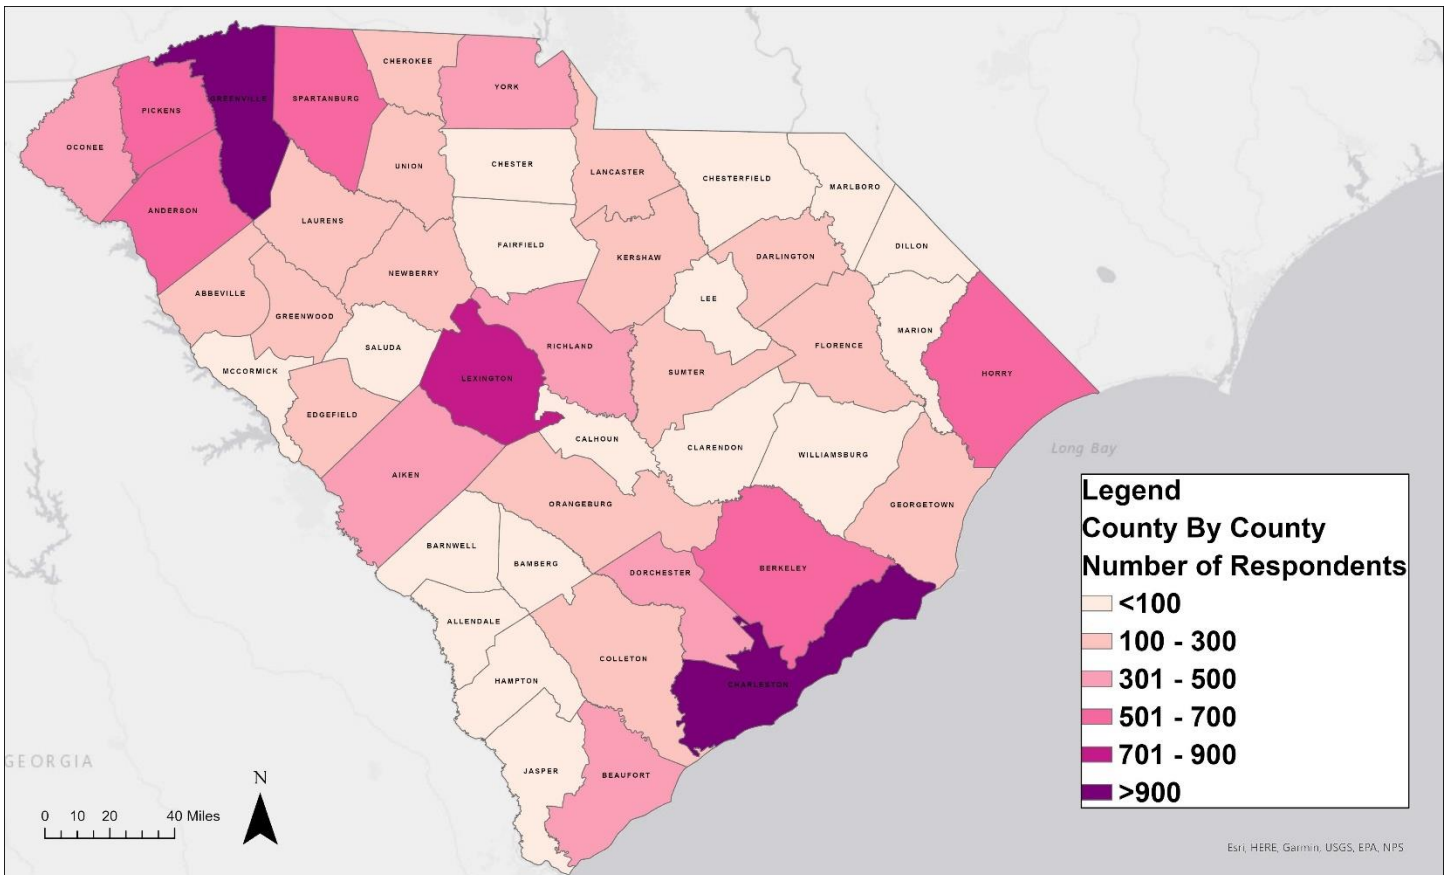 CHEROKEE
YORK
GREENVILLE
SPARTANBURG
PICKENS
OCONEE
UNION
CHESTER
LANCASTER
CHESTERFIELD
MARLBORO
ANDERSON
LAURENS
FAIRFIELD
DILLON
KERSHAW
DARLINGTON
NEWBERRY
ABBEVILLE
LEE
GREENWOOD
MARION
SALUDA
RICHLAND
FLORENCE
MCCORMICK
LEXINGTON
SUMTER
HORRY
EDGEFIELD
CALHOUN
CLARENDON
WILLIAMSBURG
Long Bay
AIKEN
ORANGEBURG
GEORGETOWN
BARNWELL
BAMBERG
DORCHESTER
BERKELEY
ALLENDALE
COLLETON
HAMPTON
CHARLESTON
JASPER
BEAUFORT
GEORGIA
Legend
County By County
Number of Respondents
<100
100 - 300
301 - 500
501 - 700
701 - 900
>900
N
0 10 20 40 Miles
Esri, HERE, Garmin, USGS, EPA, NPS